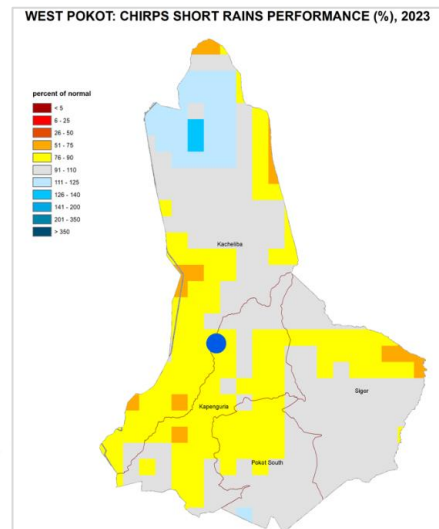 WEST POKOT: CHIRPS SHORT RAINS PERFORMANCE (%), 2023
percent of normal
< 5
6 - 25
26 - 50
51 - 75
76 - 90
91 - 110
111 - 125
126 - 140
141 - 200
201 - 350
> 350
Kacheliba
Sigor
Kapenguria
Pokot South